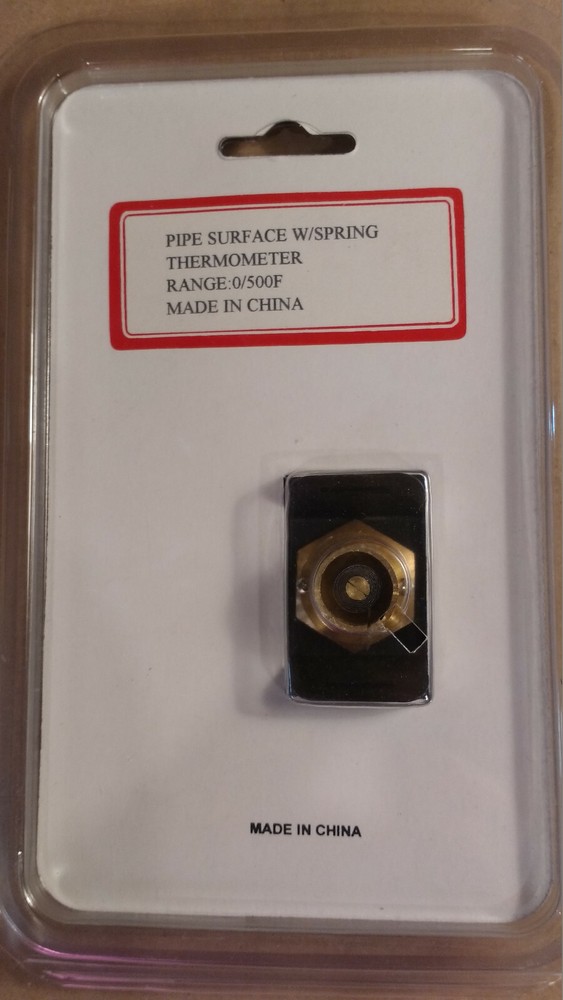 PIPE SURFACE W/SPRING
THERMOMETER
RANGE:0/500F
MADE IN CHINA
MADE IN CHINA